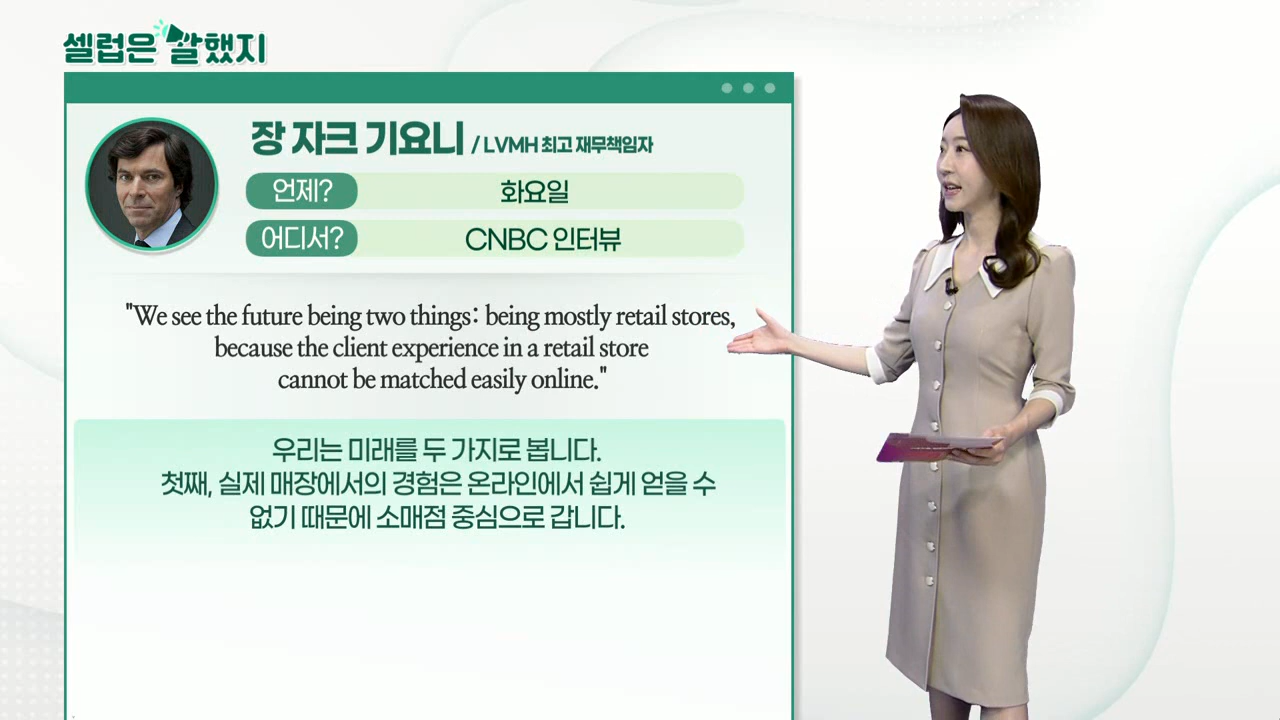 셀럽은 말했지
장 자크 기요니 / LVMH 최고 재무책임자
언제? 화요일
어디서? CNBC 인터뷰
"We see the future being two things: being mostly retail stores,
because the client experience in a retail store
cannot be matched easily online."
우리는 미래를 두 가지로 봅니다.
첫째, 실제 매장에서의 경험은 온라인에서 쉽게 얻을 수
없기 때문에 소매점 중심으로 갑니다.